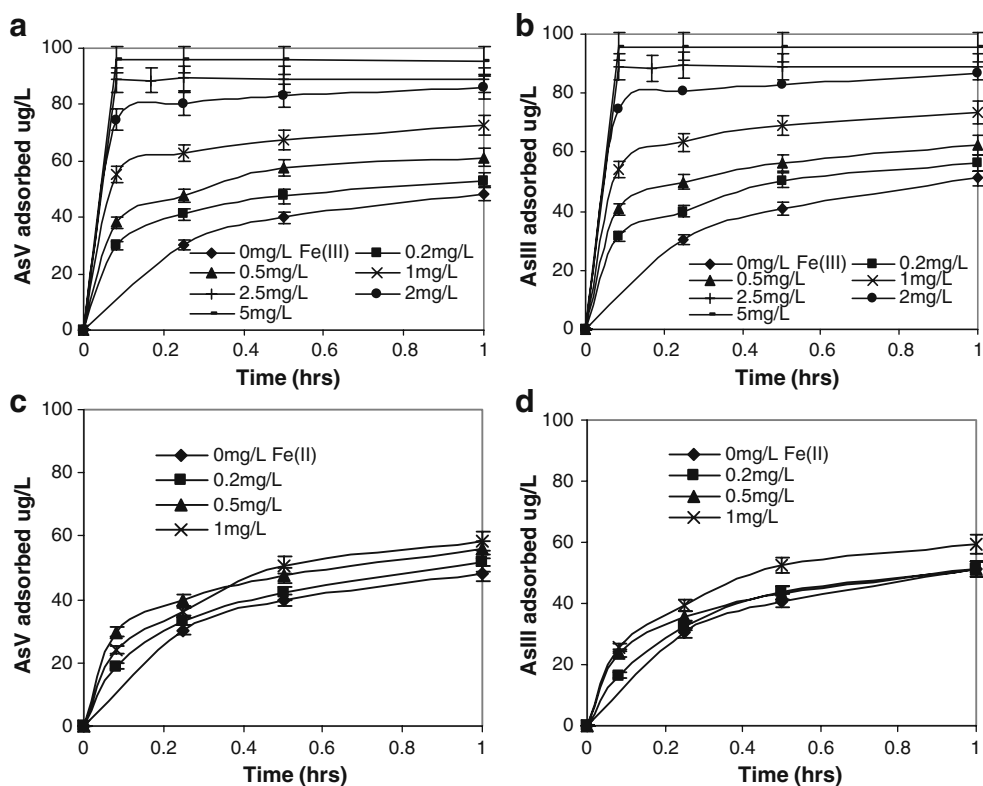 a
AsV adsorbed ug/L
100
80
60
40
20
0
0 0.2 0.4 0.6 0.8 1
Time (hrs)
0mg/L Fe(III) 0.2mg/L
0.5mg/L 1mg/L
2.5mg/L 2mg/L
5mg/L
b
AsIII adsorbed ug/L
100
80
60
40
20
0
0 0.2 0.4 0.6 0.8 1
Time (hrs)
0mg/L Fe(III) 0.2mg/L
0.5mg/L 1mg/L
2.5mg/L 2mg/L
5mg/L
c
AsV adsorbed ug/L
100
80
60
40
20
0
0 0.2 0.4 0.6 0.8 1
Time (hrs)
0mg/L Fe(II)
0.2mg/L
0.5mg/L
1mg/L
d
AsIII adsorbed ug/L
100
80
60
40
20
0
0 0.2 0.4 0.6 0.8 1
Time (hrs)
0mg/L Fe(II)
0.2mg/L
0.5mg/L
1mg/L